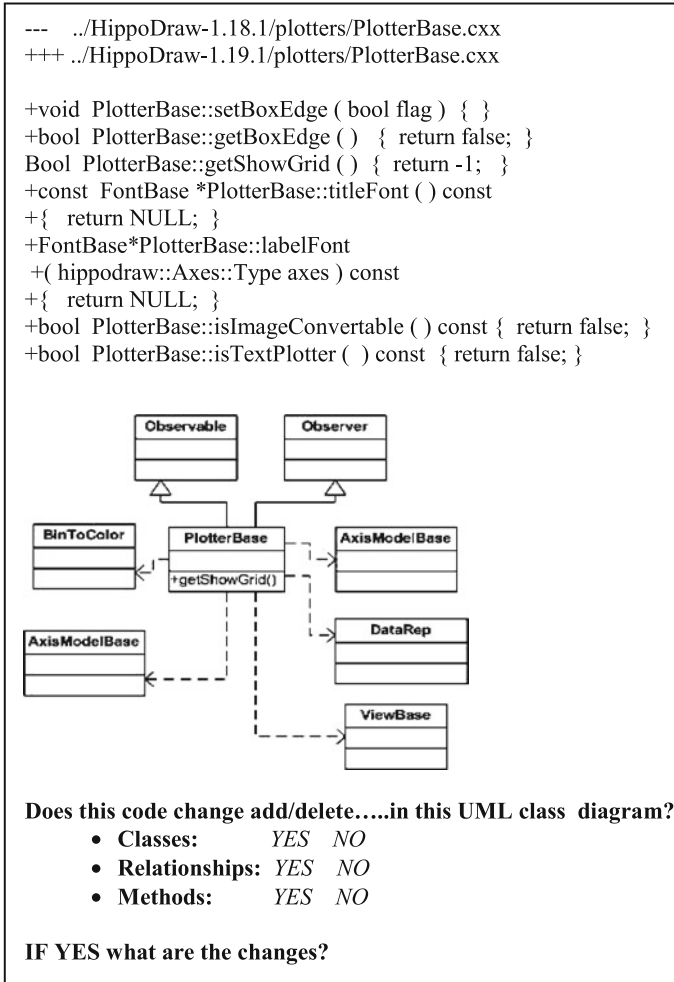 --- ../HippoDraw-1.18.1/plotters/PlotterBase.cxx
+++ ../HippoDraw-1.19.1/plotters/PlotterBase.cxx
+void PlotterBase::setBoxEdge ( bool flag ) { }
+bool PlotterBase::getBoxEdge ( ) { return false; }
Bool PlotterBase::getShowGrid ( ) { return -1; }
+const FontBase *PlotterBase::titleFont ( ) const
+{ return NULL; }
+FontBase*PlotterBase::labelFont
+( hippodraw::Axes::Type axes ) const
+{ return NULL; }
+bool PlotterBase::isImageConvertable ( ) const { return false; }
+bool PlotterBase::isTextPlotter ( ) const { return false; }
Observable Observer
BinToColor PlotterBase AxisModelBase
+getShowGrid()
AxisModelBase DataRep
ViewBase
Does this code change add/delete…..in this UML class diagram?
• Classes: YES NO
• Relationships: YES NO
• Methods: YES NO
IF YES what are the changes?